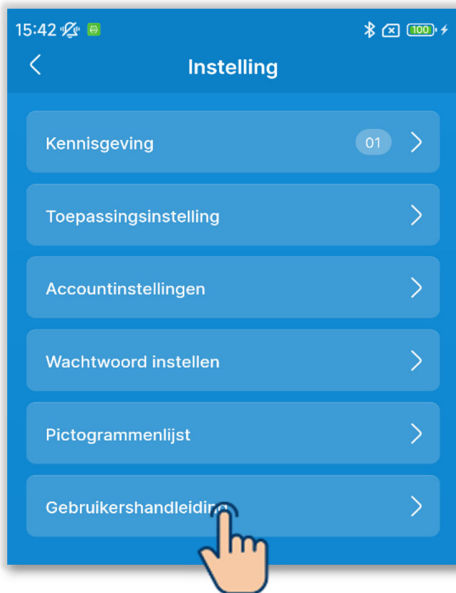 15:42 100
Instelling
Kennisgeving 01
Toepassingsinstelling
Accountinstellingen
Wachtwoord instellen
Pictogrammenlijst
Gebruikershandleiding